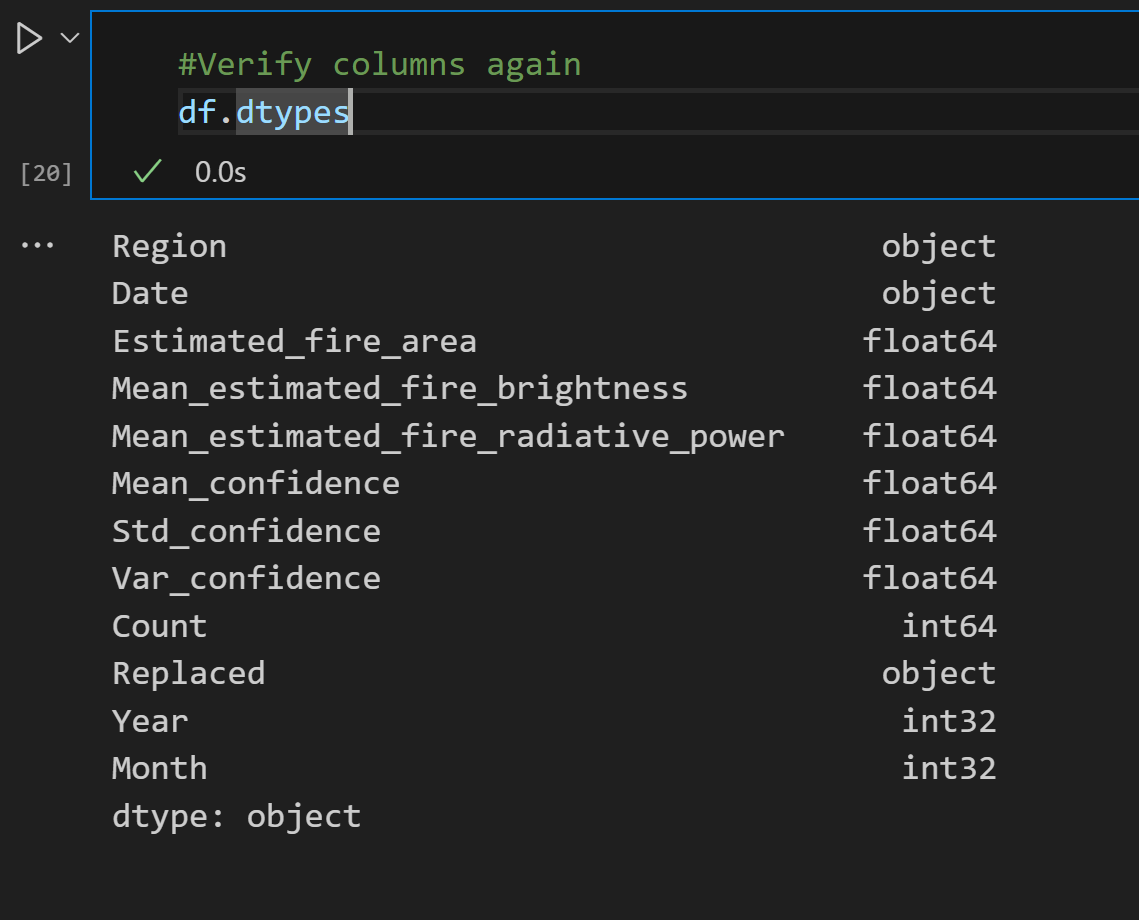 #Verify columns again
df.dtypes
[20] 0.0s
Region object
Date object
Estimated_fire_area float64
Mean_estimated_fire_brightness float64
Mean_estimated_fire_radiative_power float64
Mean_confidence float64
Std_confidence float64
Var_confidence float64
Count int64
Replaced object
Year int32
Month int32
dtype: object